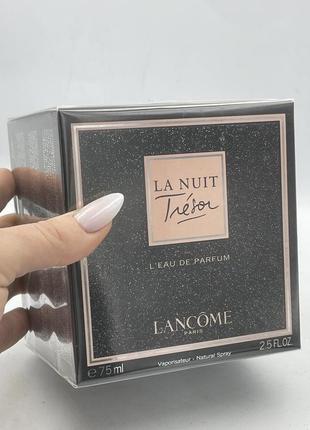 LA NUIT
Trésor
L'EAU DE PARFUM
LANCÔME
PARIS
℮ 75 ml
Vaporisateur - Natural Spray
2.5 FL.OZ.